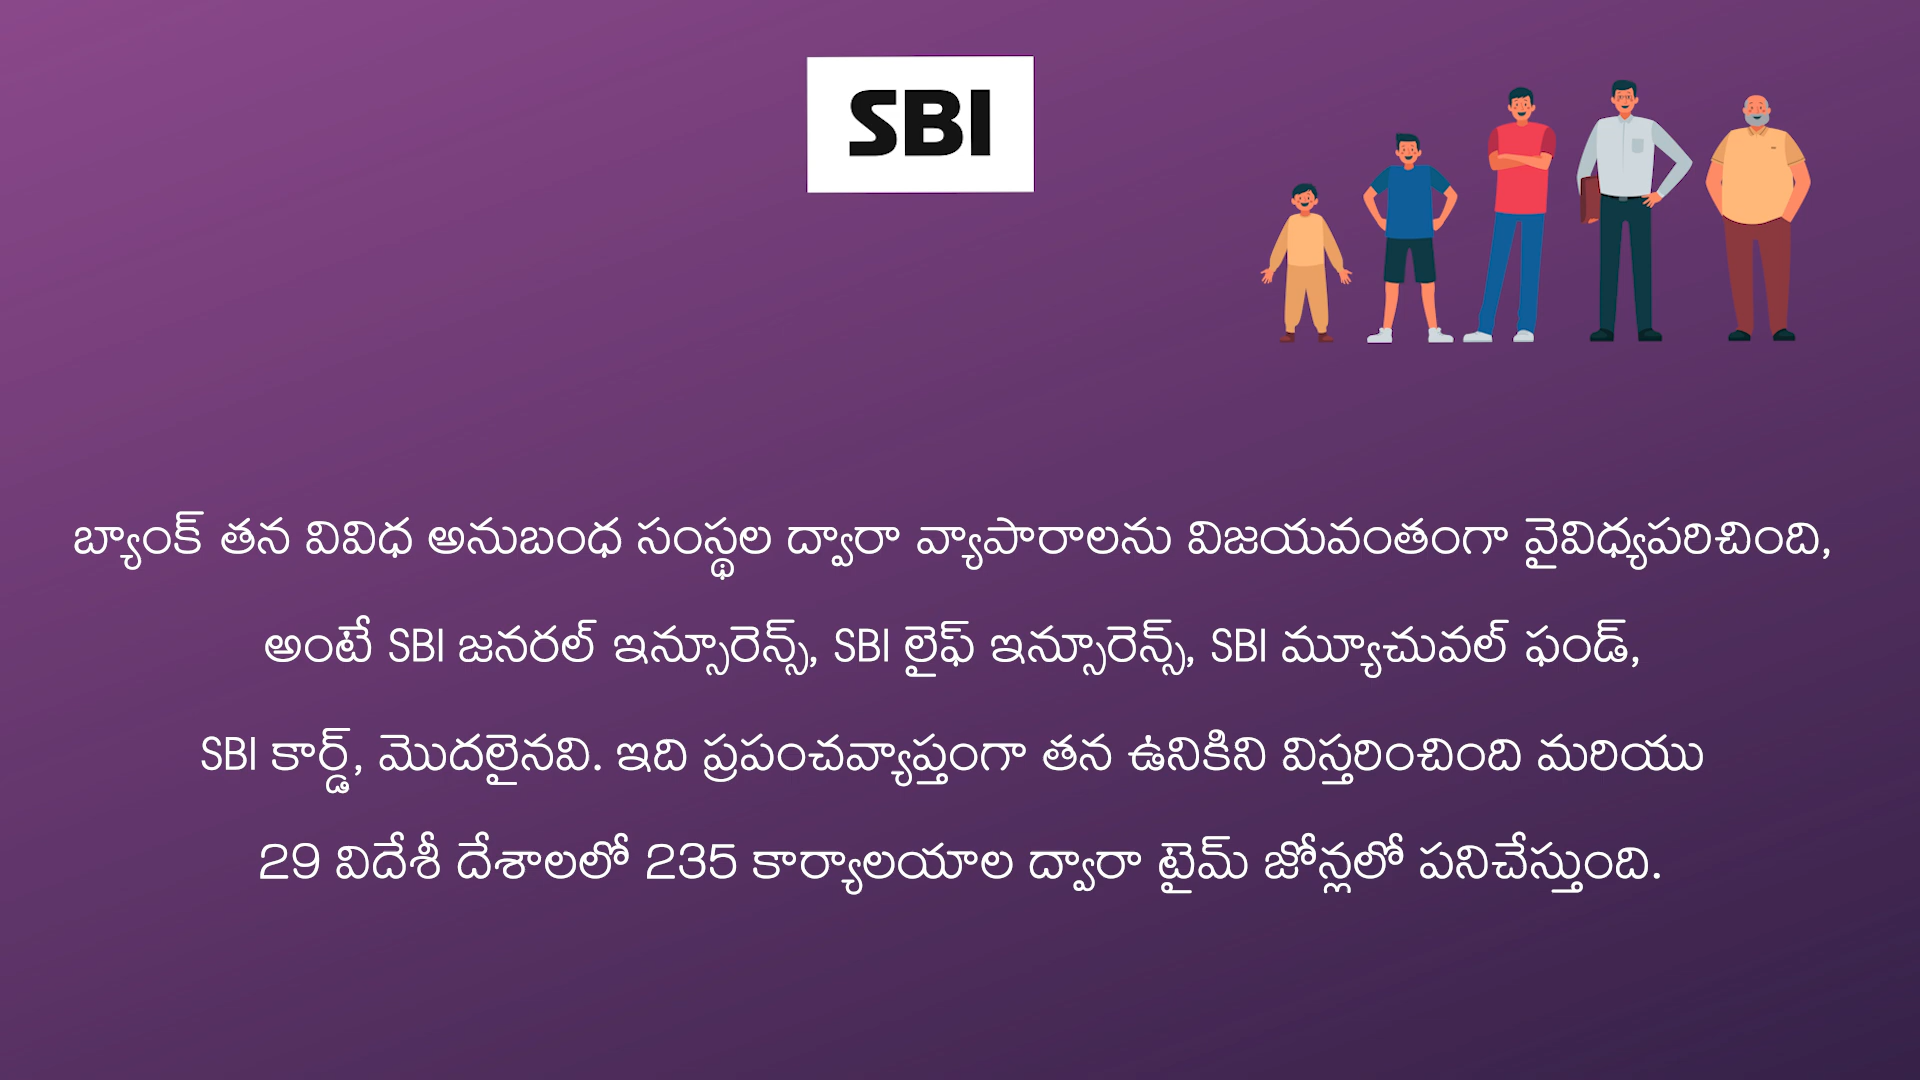 SBI
బ్యాంక్ తన వివిధ అనుబంధ సంస్థల ద్వారా వ్యాపారాలను విజయవంతంగా వైవిధ్యపరిచింది,
అంటే SBI జనరల్ ఇన్సూరెన్స్, SBI లైఫ్ ఇన్సూరెన్స్, SBI మ్యూచువల్ ఫండ్,
SBI కార్డ్, మొదలైనవి. ఇది ప్రపంచవ్యాప్తంగా తన ఉనికిని విస్తరించింది మరియు
29 విదేశీ దేశాలలో 235 కార్యాలయాల ద్వారా టైమ్ జోన్లలో పనిచేస్తుంది.